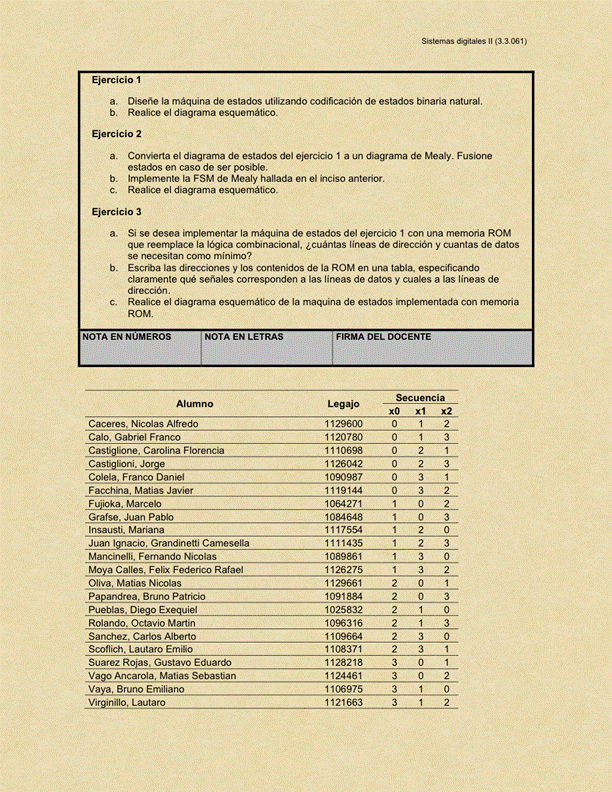 Sistemas digitales II (3.3.061)
Ejercicio 1
a. Diseñe la máquina de estados utilizando codificación de estados binaria natural.
b. Realice el diagrama esquemático.
Ejercicio 2
a. Convierta el diagrama de estados del ejercicio 1 a un diagrama de Mealy. Fusione
estados en caso de ser posible.
b. Implemente la FSM de Mealy hallada en el inciso anterior.
c. Realice el diagrama esquemático.
Ejercicio 3
a. Si se desea implementar la máquina de estados del ejercicio 1 con una memoria ROM
que reemplace la lógica combinacional, ¿cuántas líneas de dirección y cuantas de datos
se necesitan como mínimo?
b. Escriba las direcciones y los contenidos de la ROM en una tabla, especificando
claramente qué señales corresponden a las líneas de datos y cuales a las líneas de
dirección.
c. Realice el diagrama esquemático de la maquina de estados implementada con memoria
ROM.
NOTA EN NÚMEROS NOTA EN LETRAS FIRMA DEL DOCENTE
Alumno Legajo Secuencia
x0 x1 x2
Caceres, Nicolas Alfredo 1129600 0 1 2
Calo, Gabriel Franco 1120780 0 1 3
Castiglione, Carolina Florencia 1110698 0 2 1
Castiglioni, Jorge 1126042 0 2 3
Colela, Franco Daniel 1090987 0 3 1
Facchina, Matias Javier 1119144 0 3 2
Fujioka, Marcelo 1064271 1 0 2
Grafse, Juan Pablo 1084648 1 0 3
Insausti, Mariana 1117554 1 2 0
Juan Ignacio, Grandinetti Camesella 1111435 1 2 3
Mancinelli, Fernando Nicolas 1089861 1 3 0
Moya Calles, Felix Federico Rafael 1126275 1 3 2
Oliva, Matias Nicolas 1129661 2 0 1
Papandrea, Bruno Patricio 1091884 2 0 3
Pueblas, Diego Exequiel 1025832 2 1 0
Rolando, Octavio Martin 1096316 2 1 3
Sanchez, Carlos Alberto 1109664 2 3 0
Scoflich, Lautaro Emilio 1108371 2 3 1
Suarez Rojas, Gustavo Eduardo 1128218 3 0 1
Vago Ancarola, Matias Sebastian 1124461 3 0 2
Vaya, Bruno Emiliano 1106975 3 1 0
Virginillo, Lautaro 1121663 3 1 2